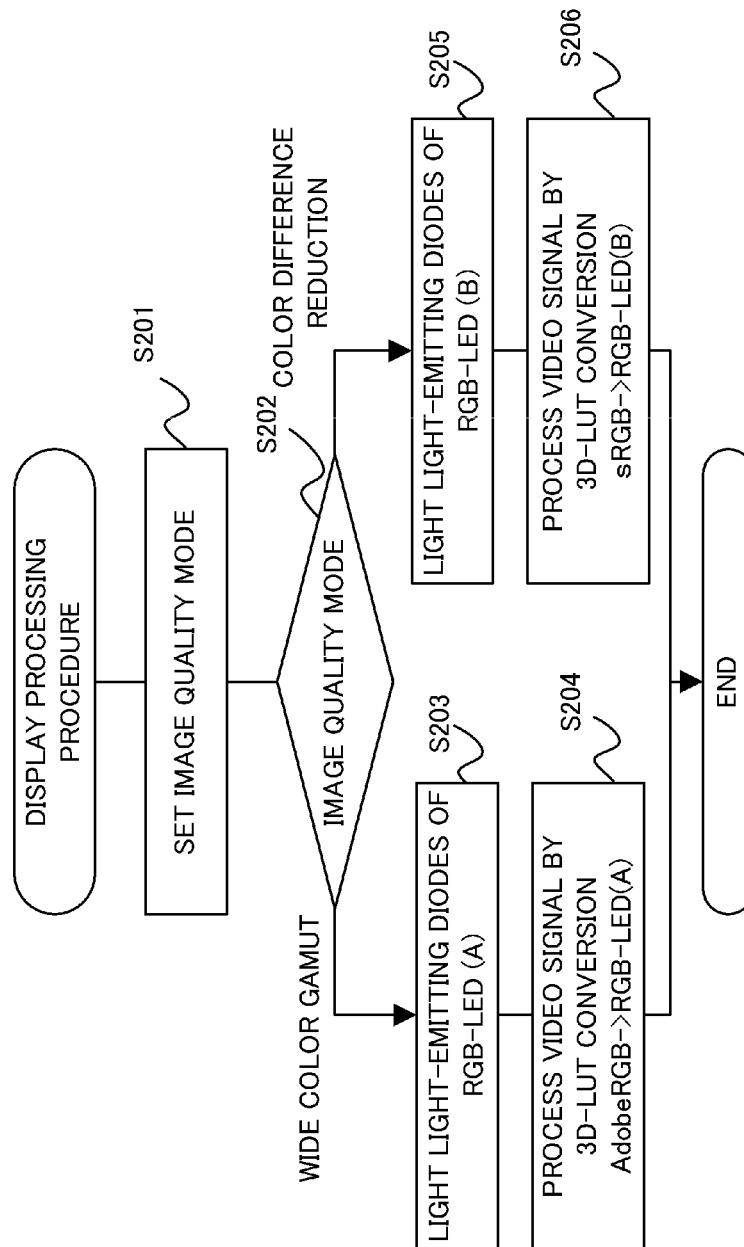 DISPLAY PROCESSING
PROCEDURE
S201
SET IMAGE QUALITY MODE
S202
IMAGE QUALITY MODE
WIDE COLOR GAMUT
COLOR DIFFERENCE
REDUCTION
S203
LIGHT LIGHT-EMITTING DIODES OF
RGB-LED (A)
S204
PROCESS VIDEO SIGNAL BY
3D-LUT CONVERSION
AdobeRGB->RGB-LED(A)
S205
LIGHT LIGHT-EMITTING DIODES OF
RGB-LED (B)
S206
PROCESS VIDEO SIGNAL BY
3D-LUT CONVERSION
sRGB->RGB-LED(B)
END